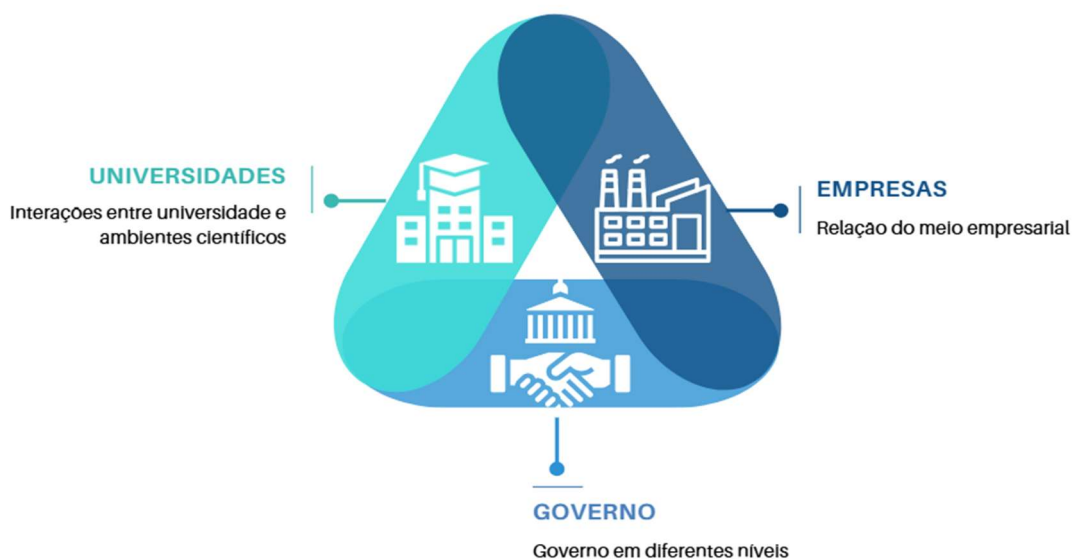 UNIVERSIDADES
Interações entre universidade e
ambientes científicos
EMPRESAS
Relação do meio empresarial
GOVERNO
Governo em diferentes níveis